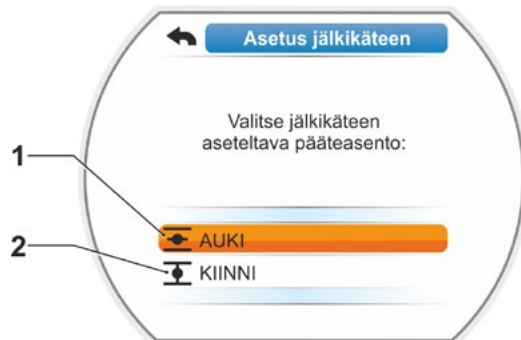 Asetus jälkikäteen
Valitse jälkikäteen
aseteltava pääteasento:
1
AUKI
2
KIINNI